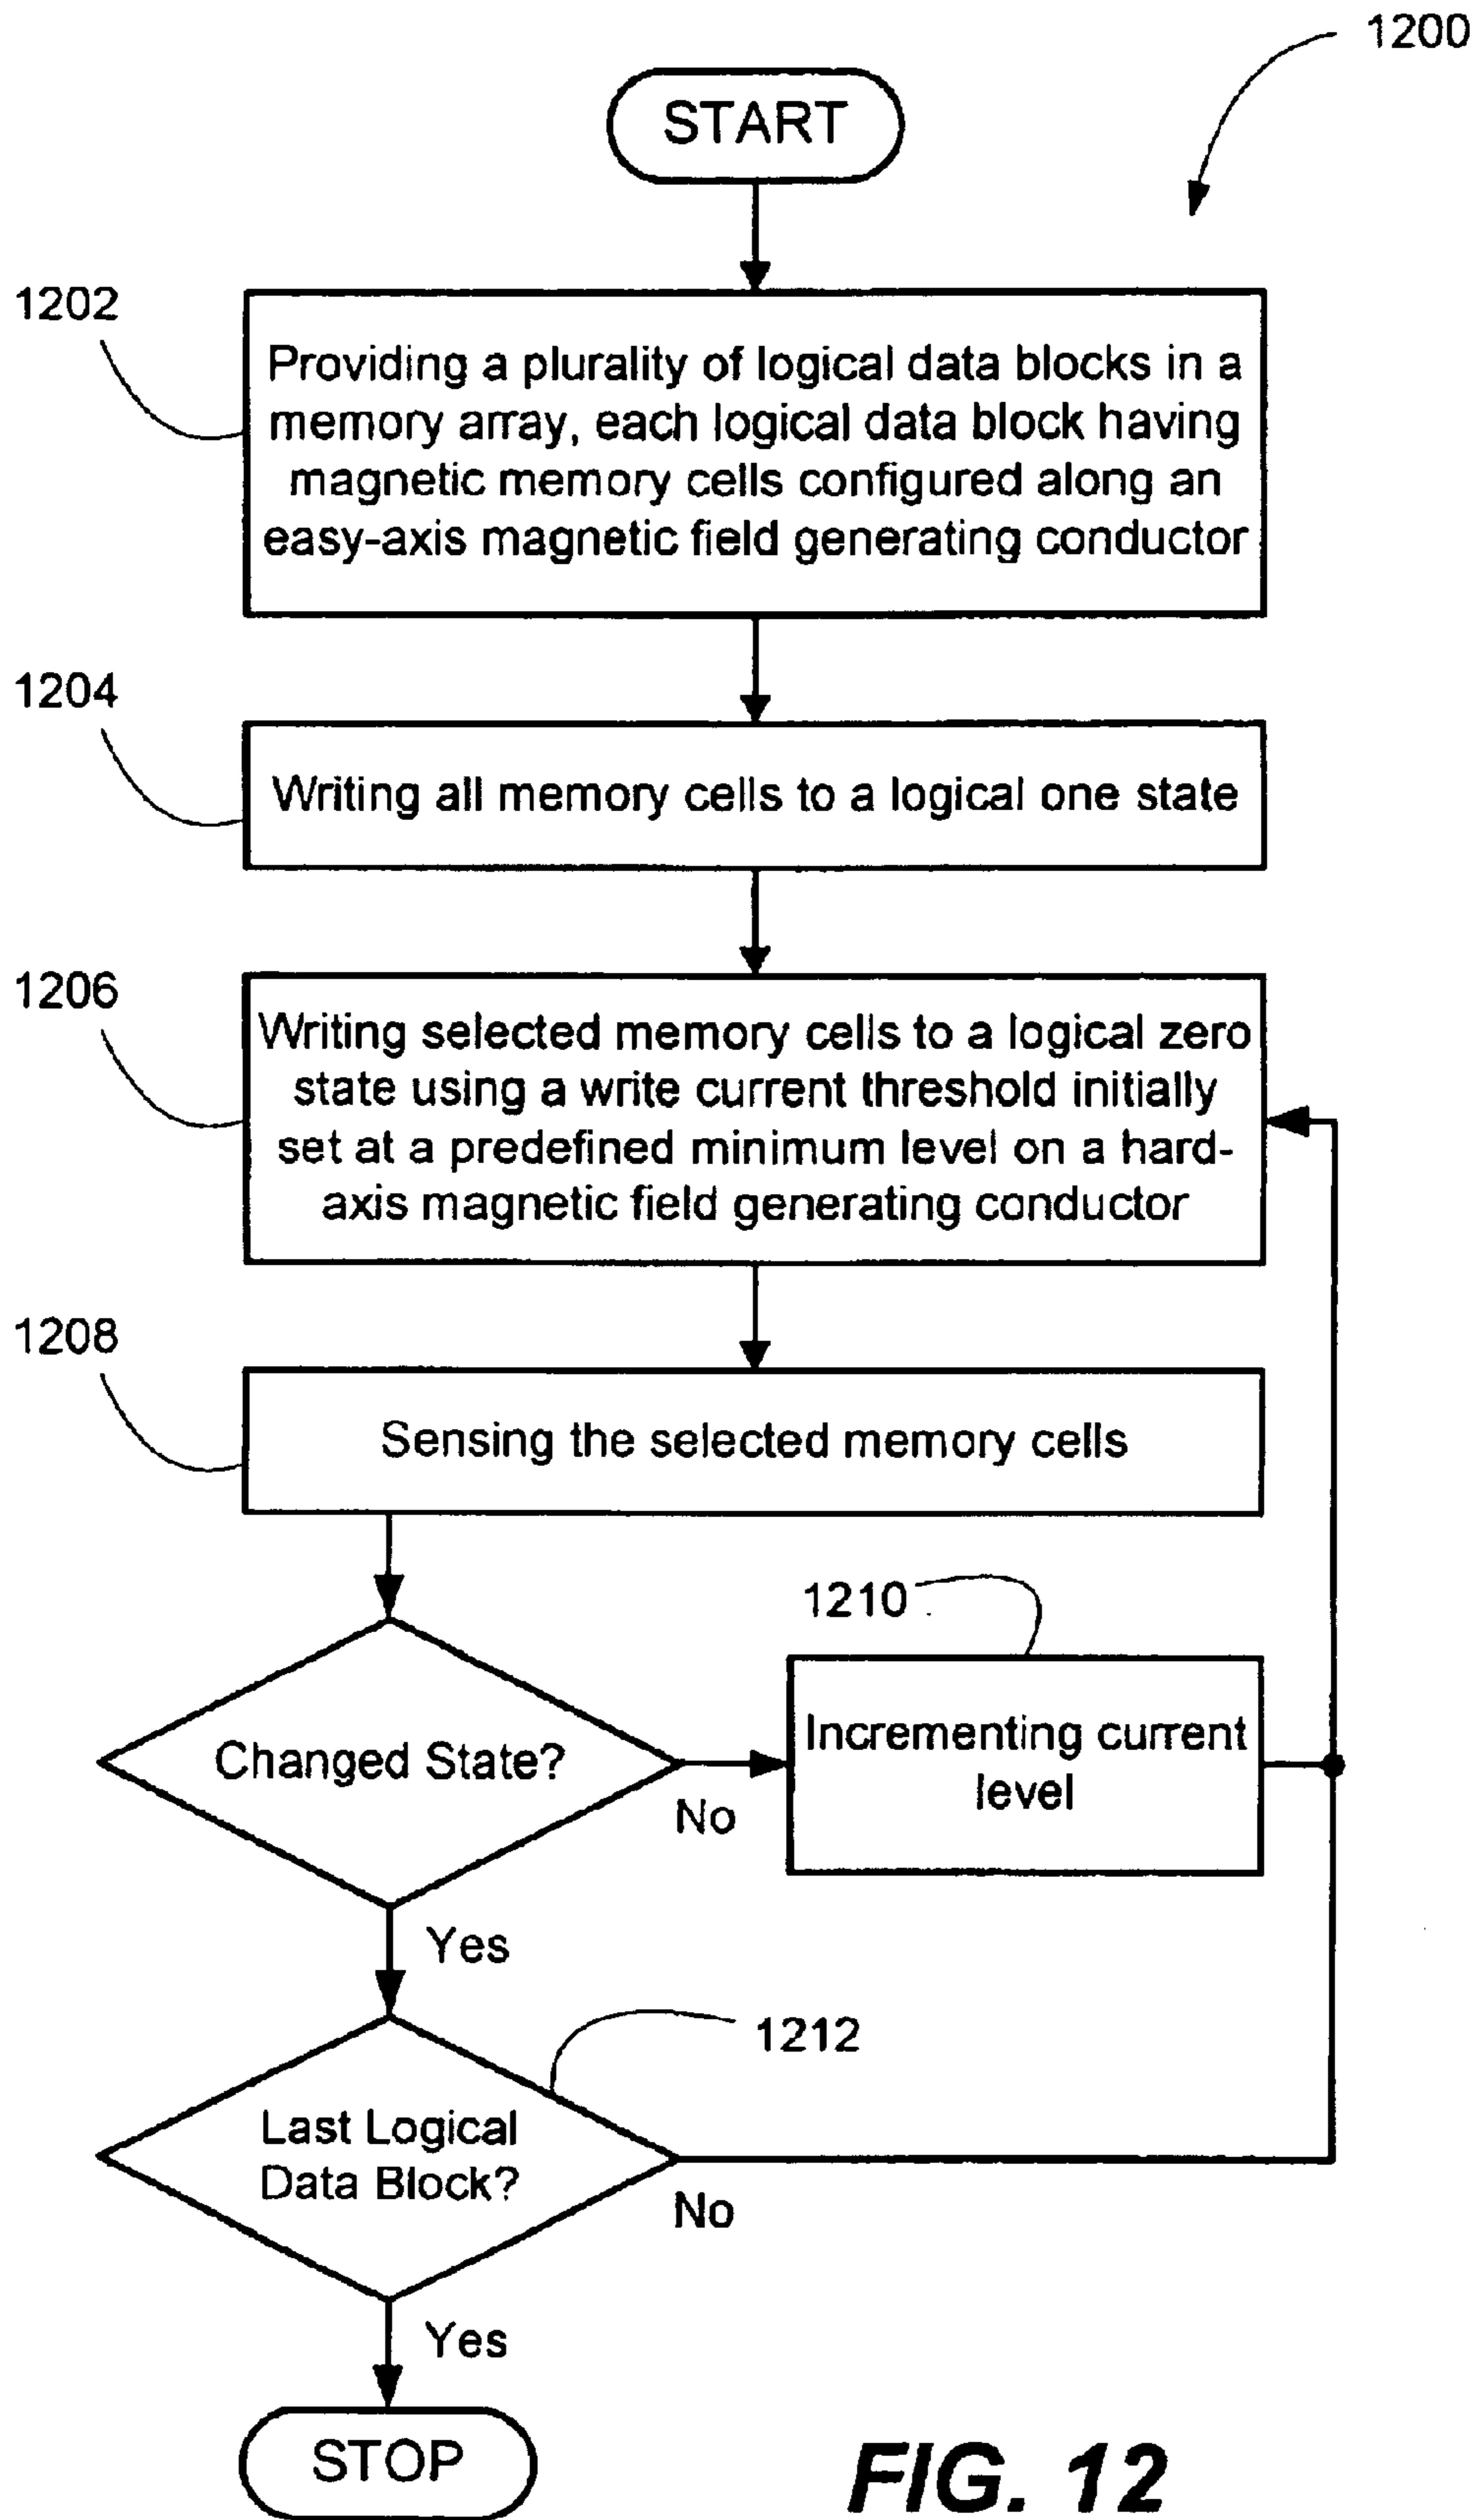 1200
START
1202
Providing a plurality of logical data blocks in a
memory array, each logical data block having
magnetic memory cells configured along an
easy-axis magnetic field generating conductor
1204
Writing all memory cells to a logical one state
1206
Writing selected memory cells to a logical zero
state using a write current threshold initially
set at a predefined minimum level on a hard-
axis magnetic field generating conductor
1208
Sensing the selected memory cells
1210
Changed State?
No
Incrementing current
level
Yes
1212
Last Logical
Data Block?
No
Yes
STOP
FIG. 12